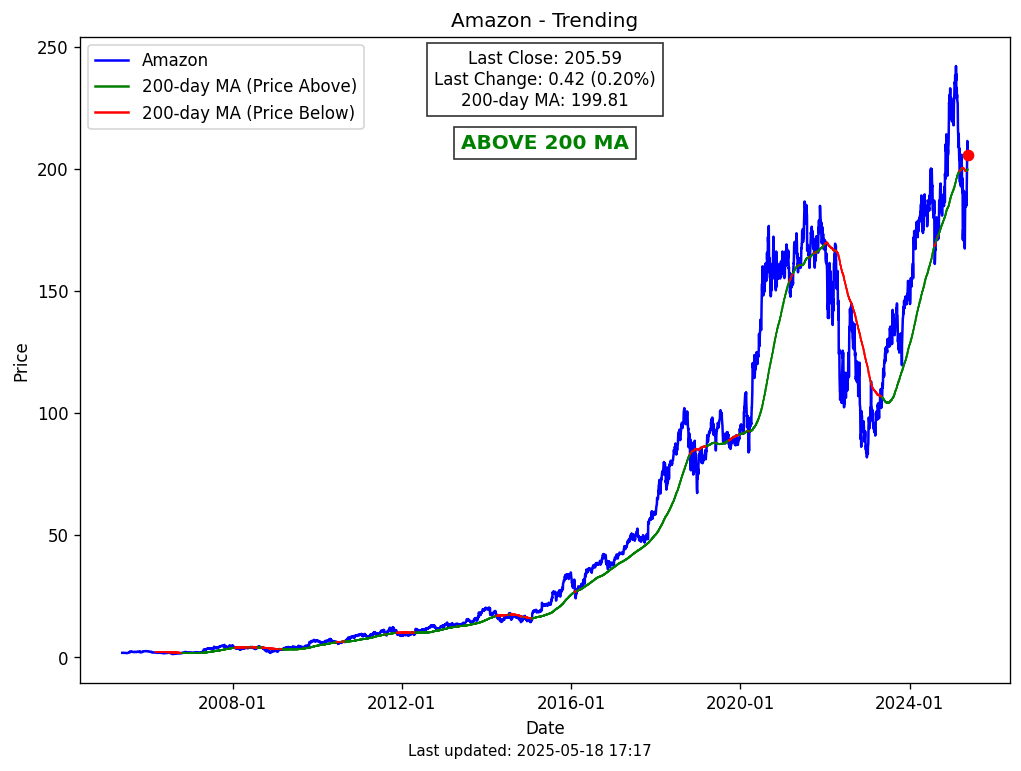 Amazon - Trending
Amazon
200-day MA (Price Above)
200-day MA (Price Below)
Last Close: 205.59
Last Change: 0.42 (0.20%)
200-day MA: 199.81
ABOVE 200 MA
Price
250
200
150
100
50
0
2008-01
2012-01
2016-01
2020-01
2024-01
Date
Last updated: 2025-05-18 17:17